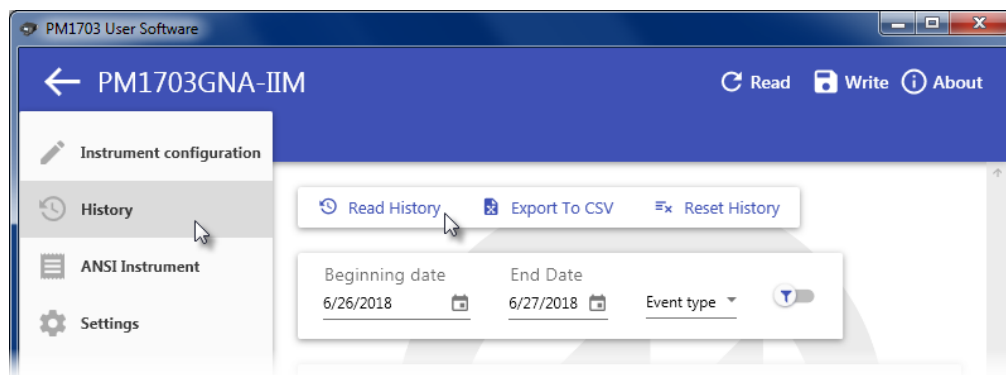 PM1703 User Software
PM1703GNA-IIM
Read Write About
Instrument configuration
History
ANSI Instrument
Settings
Read History Export To CSV Reset History
Beginning date End Date
6/26/2018 6/27/2018 Event type